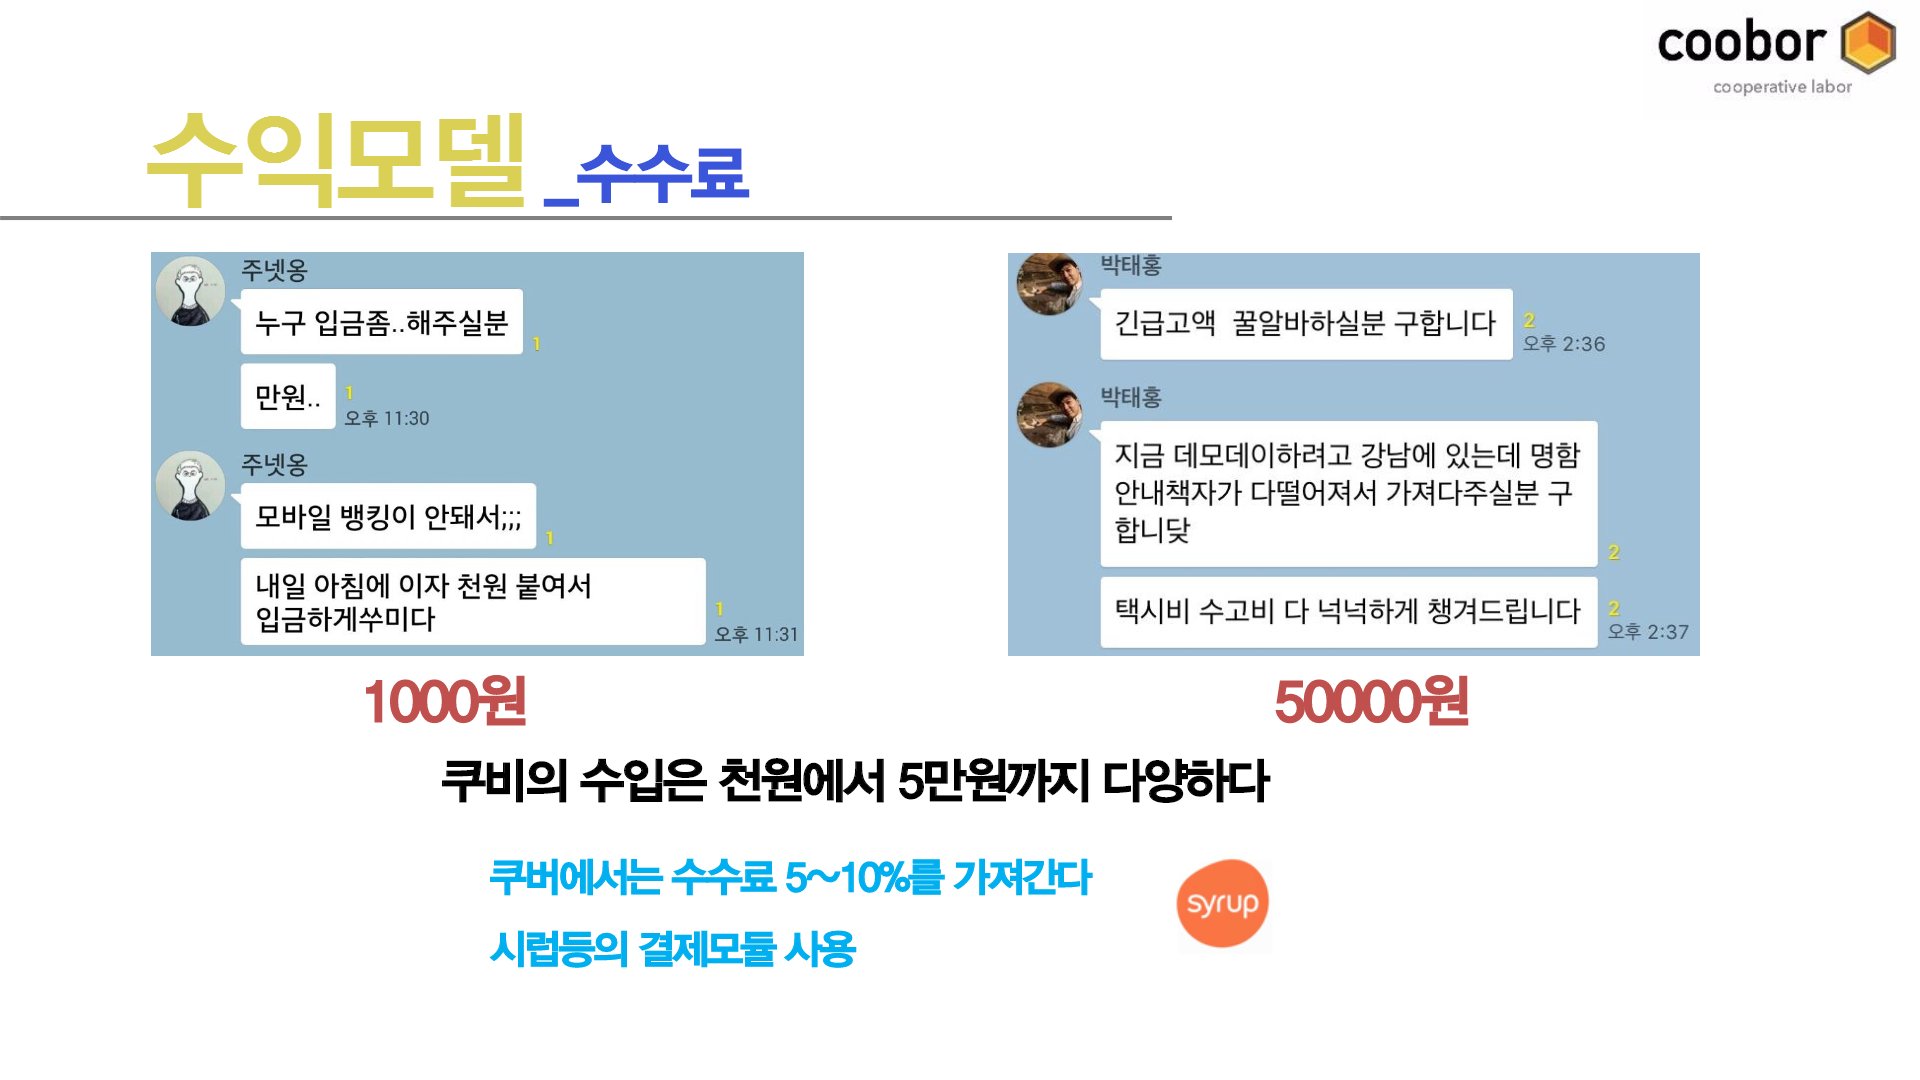 coobor
cooperative labor
수익모델 _수수료
주넷옹
누구 입금좀..해주실분
1
만원..
1
오후 11:30
주넷옹
모바일 뱅킹이 안돼서;;;
1
내일 아침에 이자 천원 붙여서
입금하게쑤미다
1
오후 11:31
박태홍
긴급고액 꿀알바하실분 구합니다
2
오후 2:36
박태홍
지금 데모데이하려고 강남에 있는데 명함
안내책자가 다떨어져서 가져다주실분 구
합니닺
2
택시비 수고비 다 넉넉하게 챙겨드립니다
2
오후 2:37
1000원
50000원
쿠비의 수입은 천원에서 5만원까지 다양하다
쿠버에서는 수수료 5~10%를 가져간다
syrup
시럽등의 결제모듈 사용